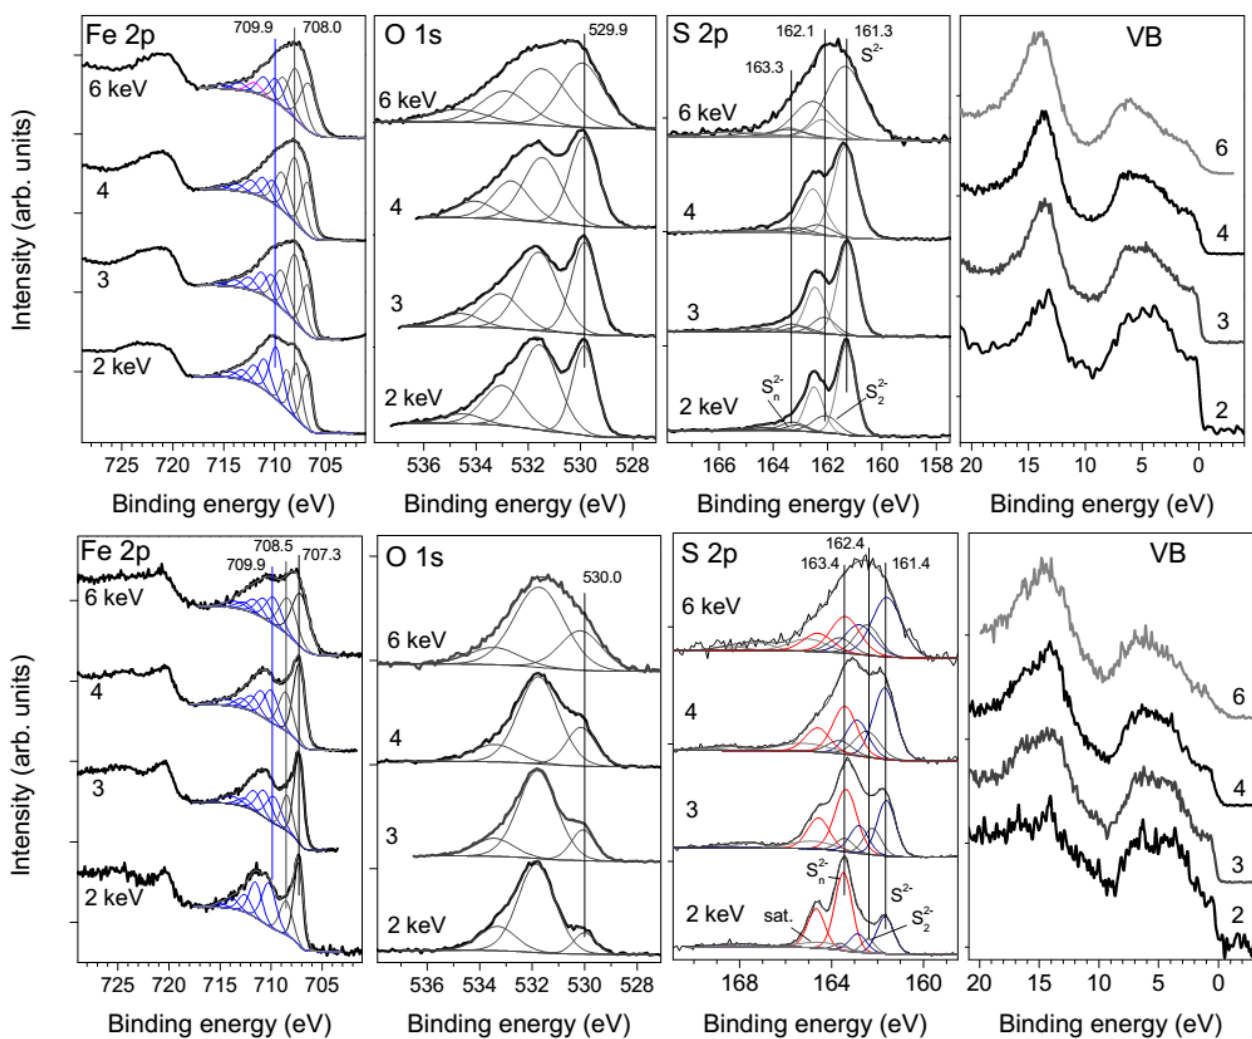 Fe 2p
709.9
708.0
6 keV
4
3
2 keV
725 720 715 710 705
Binding energy (eV)
Intensity (arb. units)
O 1s
529.9
6 keV
4
3
2 keV
536 534 532 530 528
Binding energy (eV)
S 2p
162.1
161.3
163.3
S²⁻
6 keV
4
3
2 keV
Sₙ²⁻
S₂²⁻
166 164 162 160 158
Binding energy (eV)
VB
6
4
3
2
20 15 10 5 0
Binding energy (eV)
Fe 2p
708.5
709.9
707.3
6 keV
4
3
2 keV
725 720 715 710 705
Binding energy (eV)
Intensity (arb. units)
O 1s
530.0
6 keV
4
3
2 keV
536 534 532 530 528
Binding energy (eV)
S 2p
162.4
163.4
161.4
6 keV
4
3
2 keV
Sₙ²⁻
S²⁻
S₂²⁻
sat.
168 164 160
Binding energy (eV)
VB
6
4
3
2
20 15 10 5 0
Binding energy (eV)